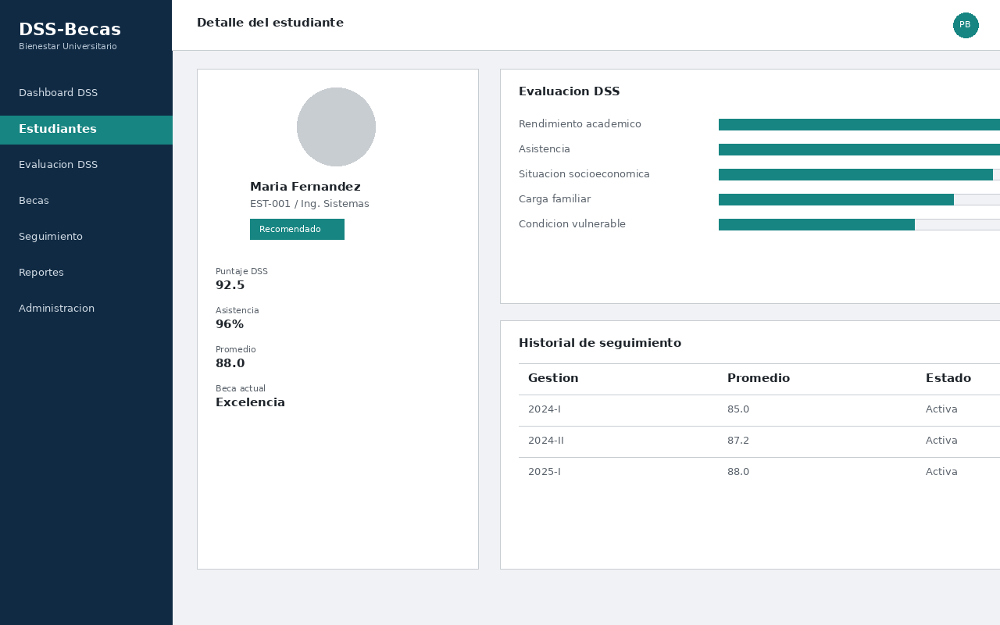 DSS-Becas
Bienestar Universitario
Dashboard DSS
Estudiantes
Evaluacion DSS
Becas
Seguimiento
Reportes
Administracion
Detalle del estudiante
PB
Maria Fernandez
EST-001 / Ing. Sistemas
Recomendado
Puntaje DSS
92.5
Asistencia
96%
Promedio
88.0
Beca actual
Excelencia
Evaluacion DSS
Rendimiento academico
Asistencia
Situacion socioeconomica
Carga familiar
Condicion vulnerable
Historial de seguimiento
Gestion Promedio Estado
2024-I 85.0 Activa
2024-II 87.2 Activa
2025-I 88.0 Activa